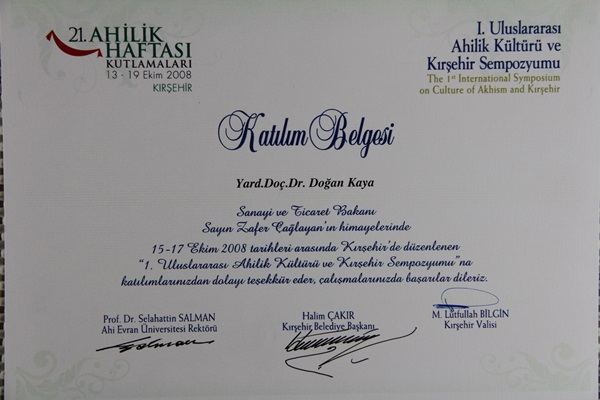 21. AHİLİK
HAFTASI
KUTLAMALARI
13 - 19 Ekim 2008
KIRŞEHİR
I. Uluslararası
Ahilik Kültürü ve
Kırşehir Sempozyumu
The 1st International Symposium
on Culture of Akhism and Kırşehir
Katılım Belgesi
Yard.Doç.Dr. Doğan Kaya
Sanayi ve Ticaret Bakanı
Sayın Zafer Çağlayan'ın himayelerinde
15-17 Ekim 2008 tarihleri arasında Kırşehir'de düzenlenen
"1. Uluslararası Ahilik Kültürü ve Kırşehir Sempozyumu"na
katılımlarınızdan dolayı teşekkür eder, çalışmalarınızda başarılar dileriz.
Prof. Dr. Selahattin SALMAN
Ahi Evran Üniversitesi Rektörü
Halim ÇAKIR
Kırşehir Belediye Başkanı
M. Lütfullah BİLGİN
Kırşehir Valisi